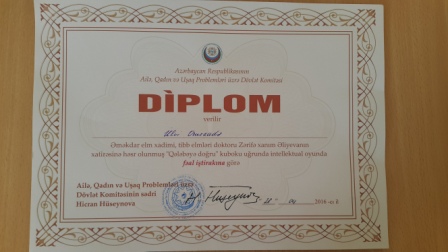 Azərbaycan Respublikasının
Ailə, Qadın və Uşaq Problemləri üzrə Dövlət Komitəsi
DİPLOM
verilir
Əməkdar elm xadimi, tibb elmləri doktoru Zərifə xanım Əliyevanın
xatirəsinə həsr olunmuş "Qələbəyə doğru" kuboku uğrunda intellektual oyunda
fəal iştirakına görə
Ailə, Qadın və Uşaq Problemləri üzrə
Dövlət Komitəsinin sədri
Hicran Hüseynova
2016-cı il